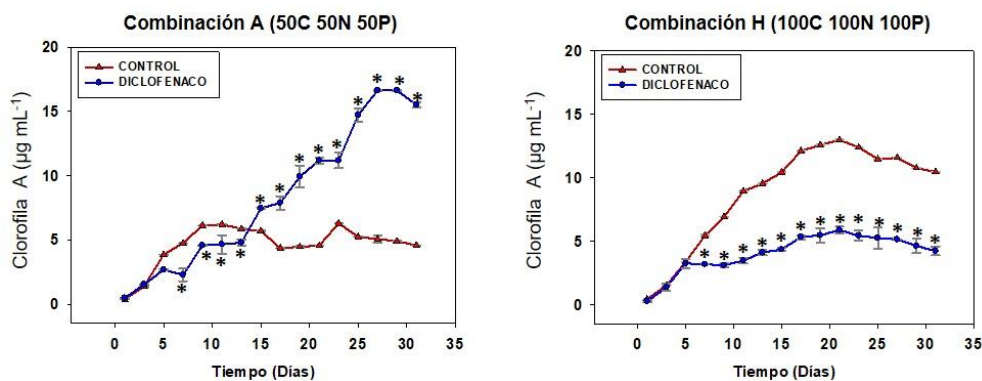 Combinación A (50C 50N 50P)
20
15
10
5
0
Clorofila A (µg mL-1)
CONTROL
DICLOFENACO
* * * * * * * * * * * * *
0 5 10 15 20 25 30 35
Tiempo (Días)
Combinación H (100C 100N 100P)
20
15
10
5
0
Clorofila A (µg mL-1)
CONTROL
DICLOFENACO
* * * * * * * * * * * * *
0 5 10 15 20 25 30 35
Tiempo (Días)